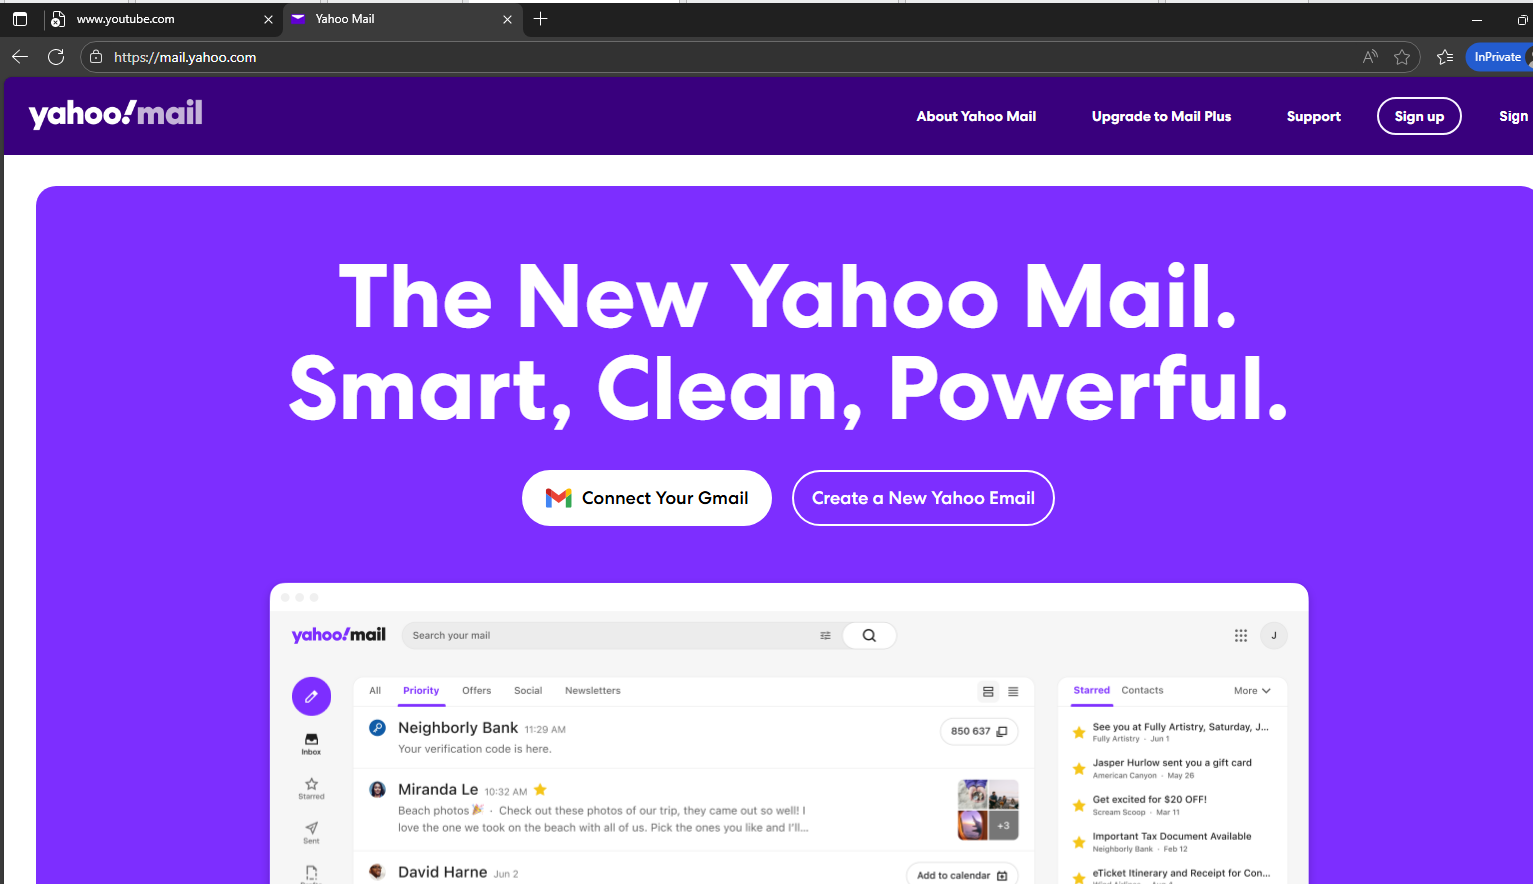 www.youtube.com
Yahoo Mail
https://mail.yahoo.com
InPrivate
yahoo!mail
About Yahoo Mail
Upgrade to Mail Plus
Support
Sign up
Sign
The New Yahoo Mail.
Smart, Clean, Powerful.
Connect Your Gmail
Create a New Yahoo Email
yahoo!mail
Search your mail
J
All
Priority
Offers
Social
Newsletters
Starred
Contacts
More
Inbox
Starred
Sent
Neighborly Bank 11:29 AM
Your verification code is here.
850 637
Miranda Le 10:32 AM
Beach photos🎉 · Check out these photos of our trip, they came out so well! I
love the one we took on the beach with all of us. Pick the ones you like and I'll...
+3
David Harne Jun 2
Add to calendar
See you at Fully Artistry, Saturday, J...
Fully Artistry · Jun 1
Jasper Hurlow sent you a gift card
American Canyon · May 26
Get excited for $20 OFF!
Scream Scoop · Mar 11
Important Tax Document Available
Neighborly Bank · Feb 12
eTicket Itinerary and Receipt for Con...